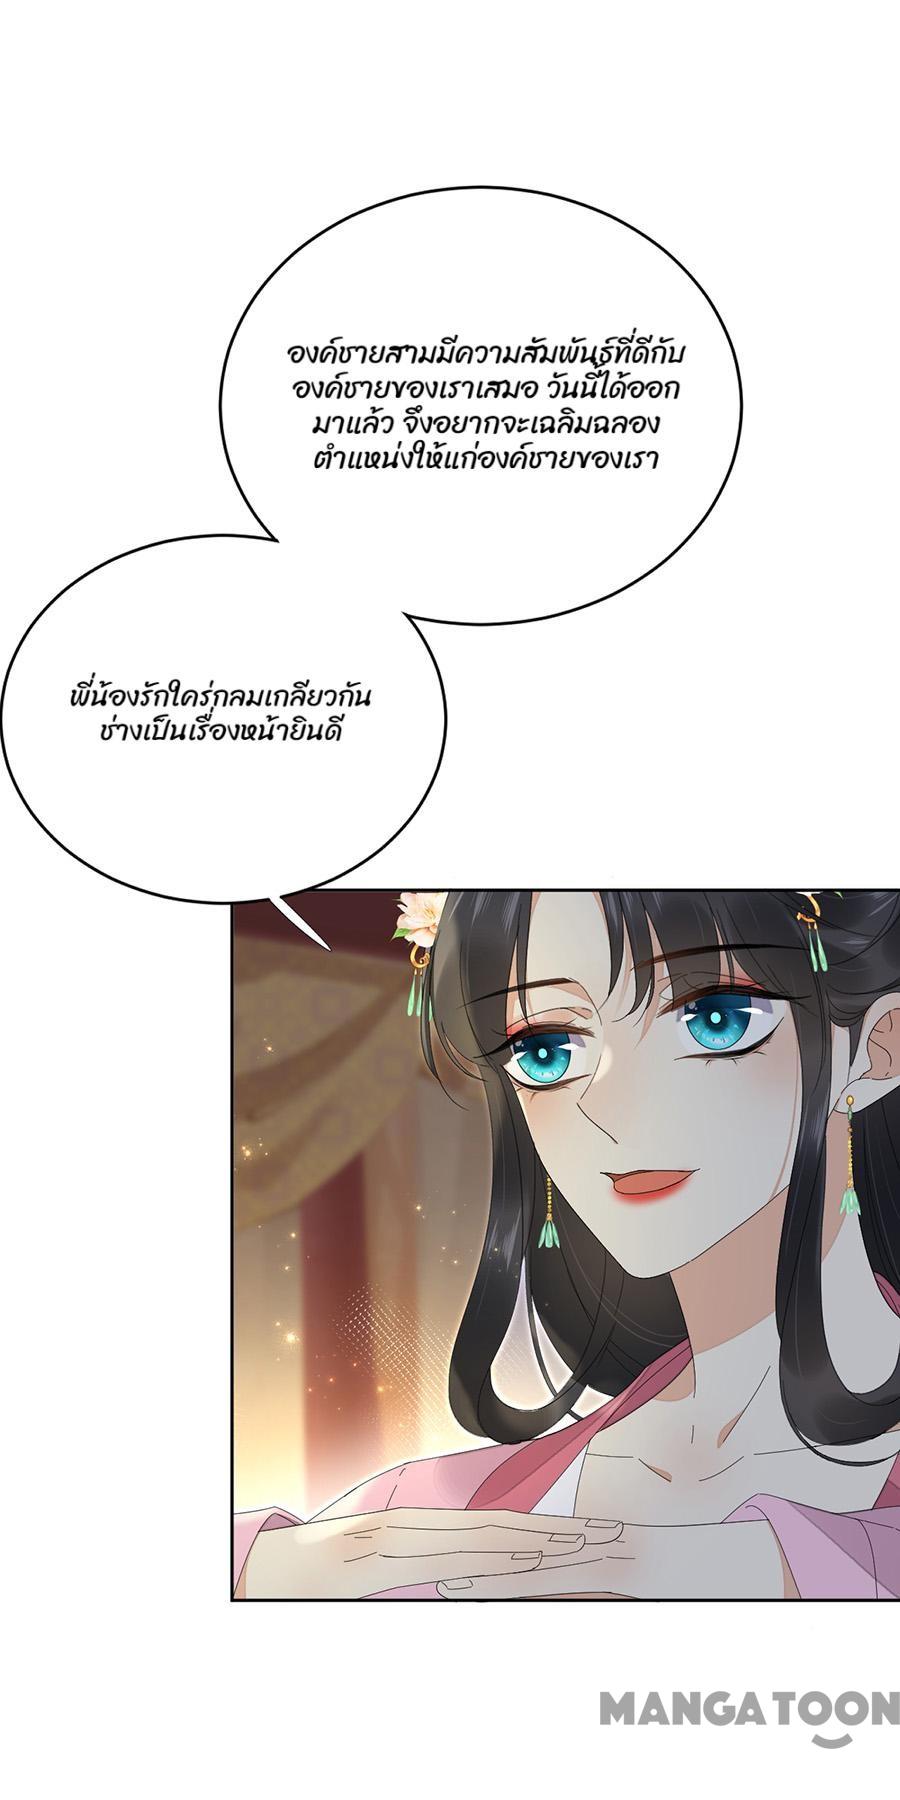 องค์ชายสามมีความสัมพันธ์ที่ดีกับ
องค์ชายของเราเสมอ วันนี้ได้ออก
มาแล้ว จึงอยากจะเฉลิมฉลอง
ตำแหน่งให้แก่องค์ชายของเรา
พี่น้องรักใคร่กลมเกลียวกัน
ช่างเป็นเรื่องหน้ายินดี
MANGATOON